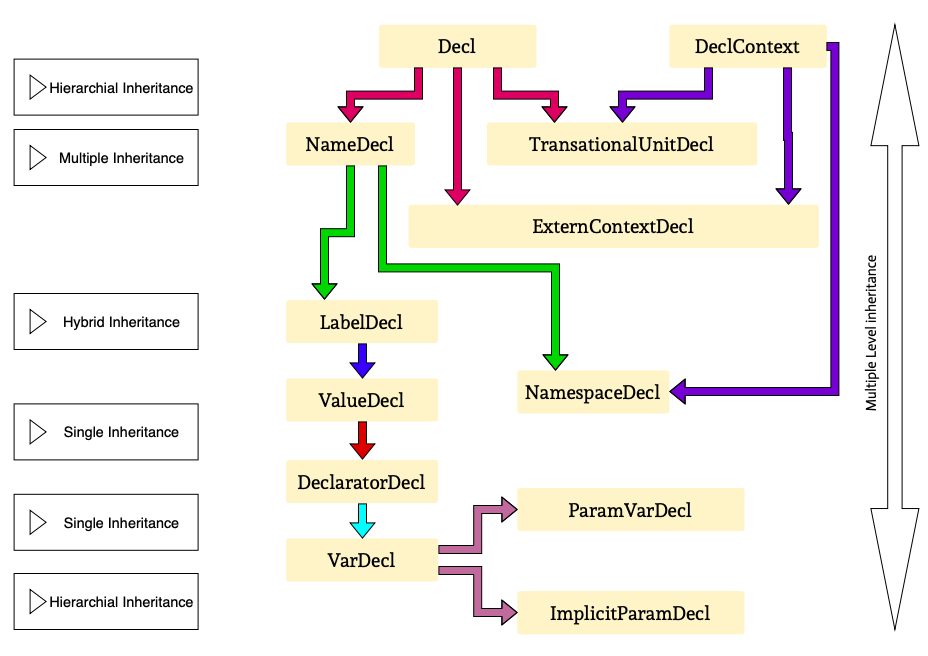 Decl
DeclContext
Hierarchial Inheritance
NameDecl
TransationalUnitDecl
Multiple Inheritance
ExternContextDecl
Hybrid Inheritance
LabelDecl
Multiple Level inheritance
NamespaceDecl
ValueDecl
Single Inheritance
DeclaratorDecl
ParamVarDecl
Single Inheritance
VarDecl
Hierarchial Inheritance
ImplicitParamDecl